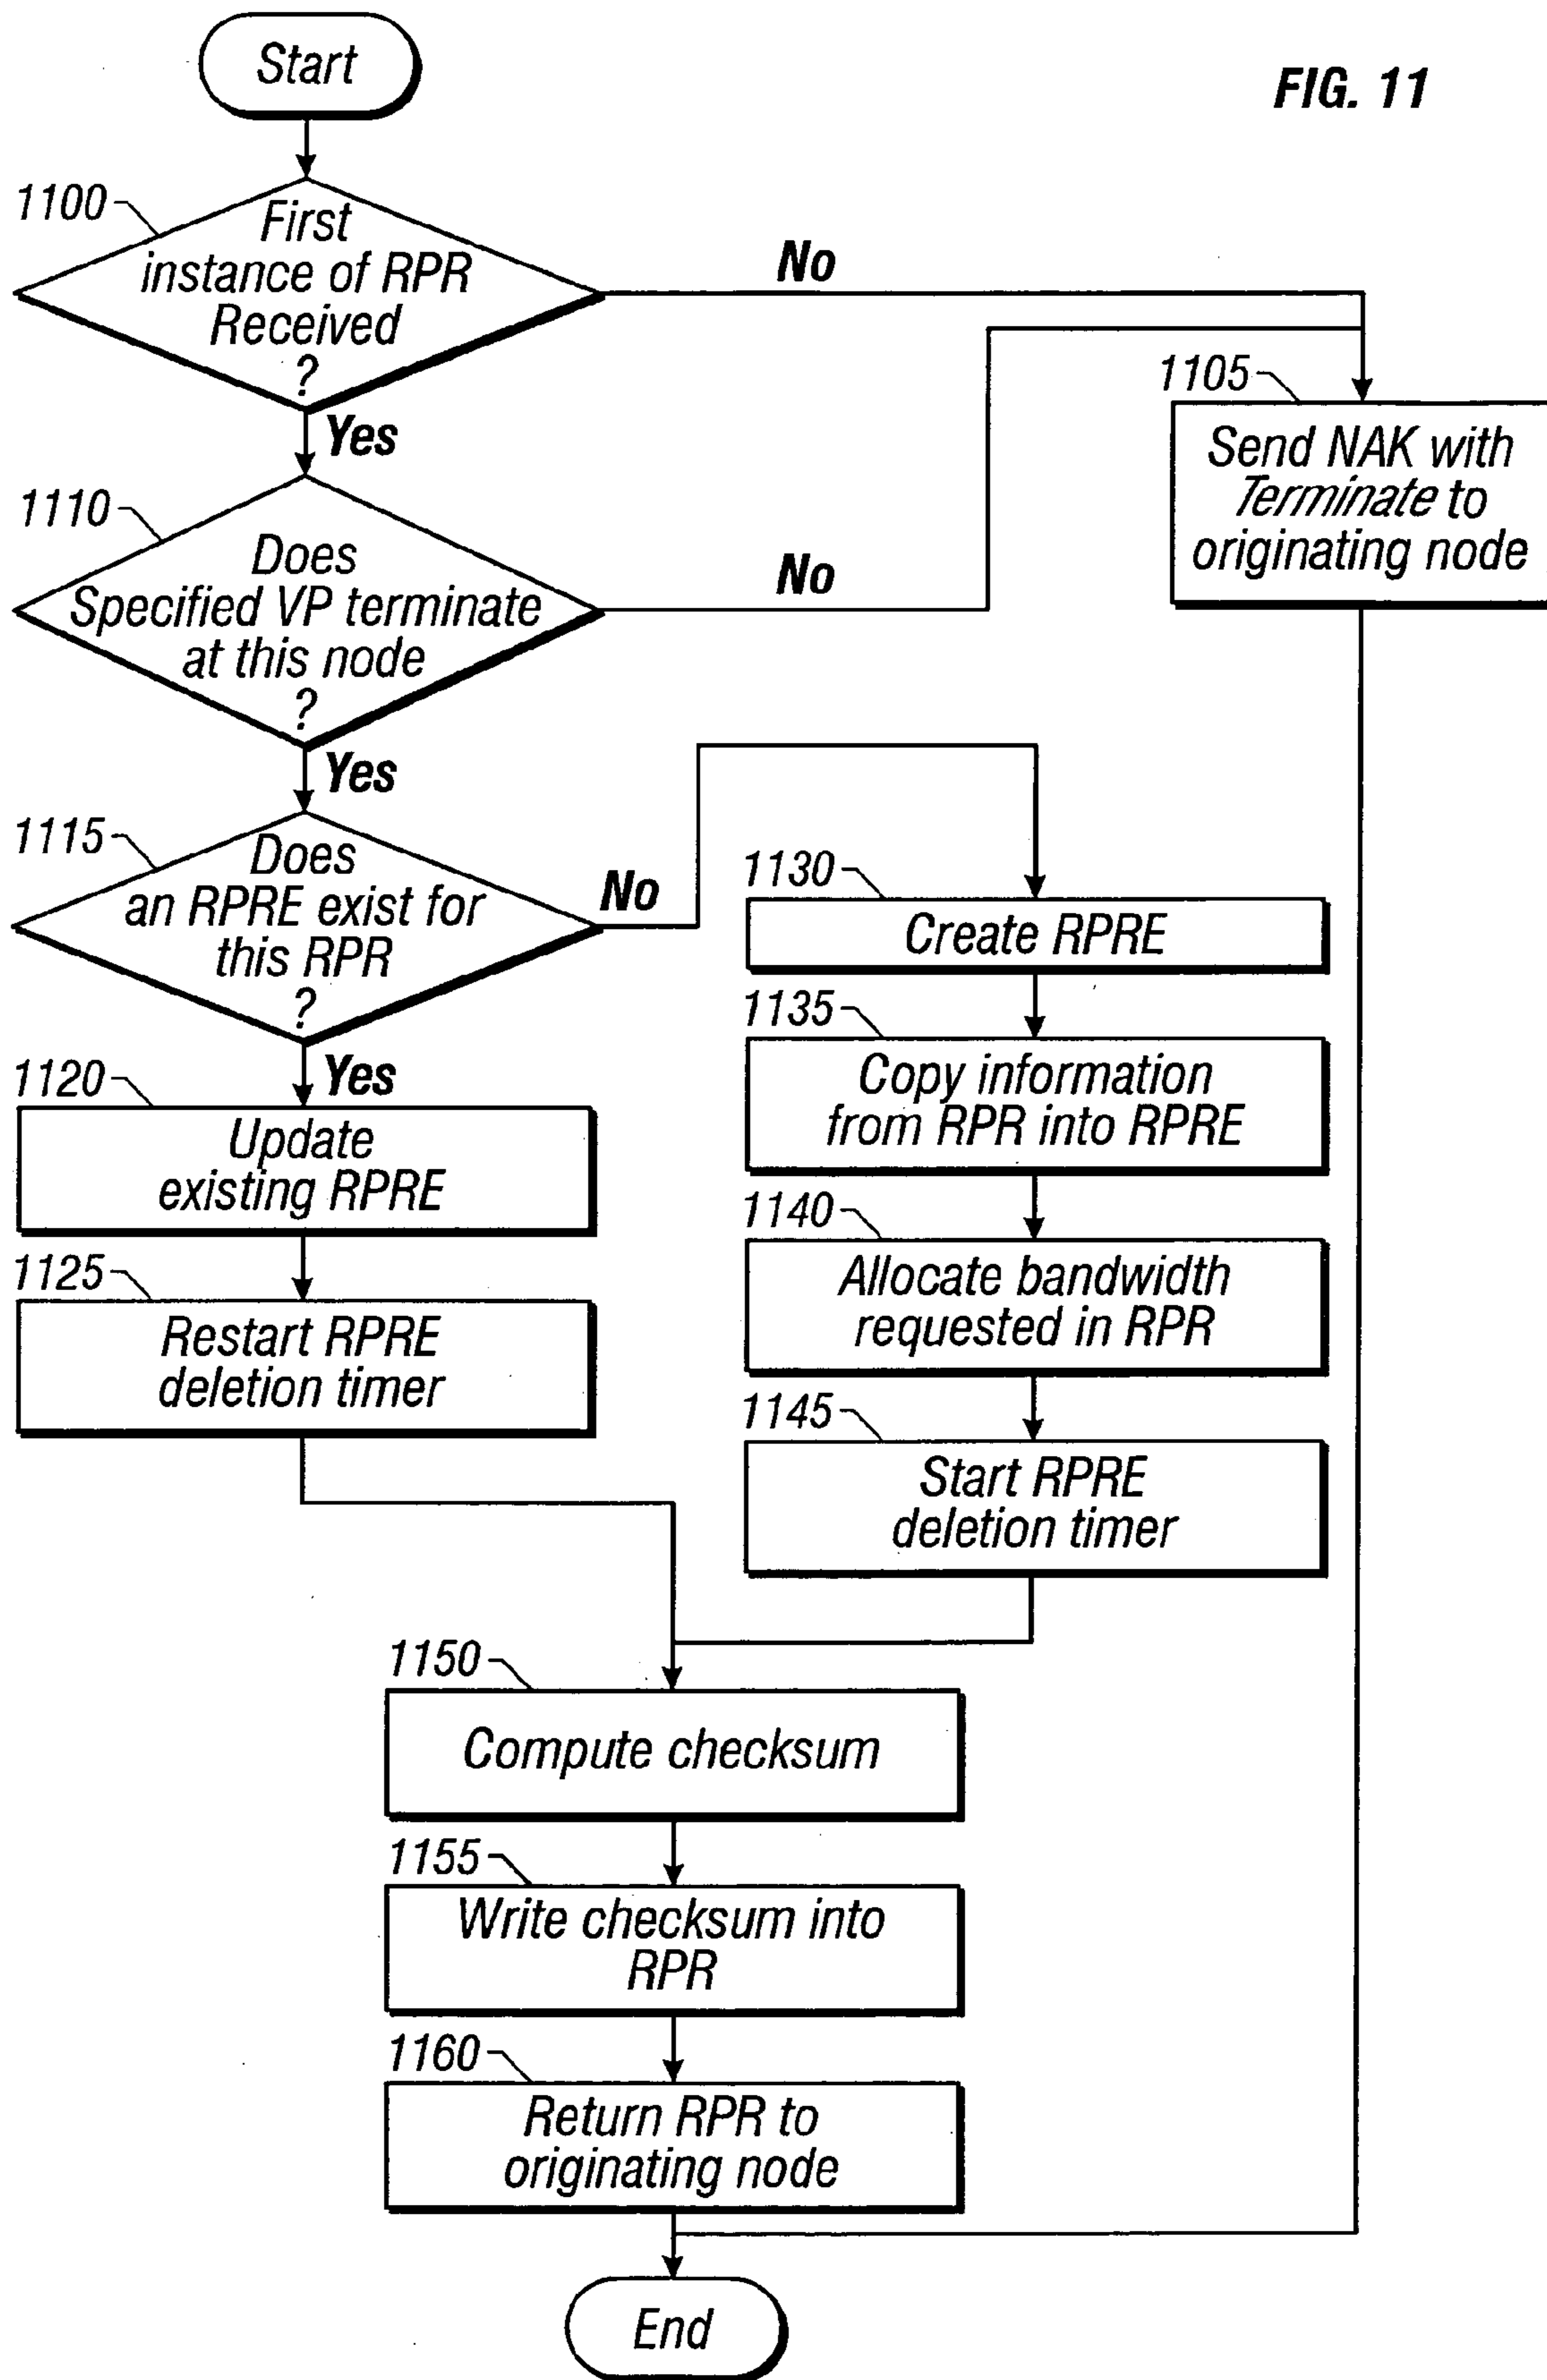 Start
FIG. 11
1100
First
instance of RPR
Received
?
No
Yes
1105
Send NAK with
Terminate to
originating node
1110
Does
Specified VP terminate
at this node
?
No
Yes
1115
Does
an RPRE exist for
this RPR
?
No
Yes
1120
Update
existing RPRE
1125
Restart RPRE
deletion timer
1130
Create RPRE
1135
Copy information
from RPR into RPRE
1140
Allocate bandwidth
requested in RPR
1145
Start RPRE
deletion timer
1150
Compute checksum
1155
Write checksum into
RPR
1160
Return RPR to
originating node
End